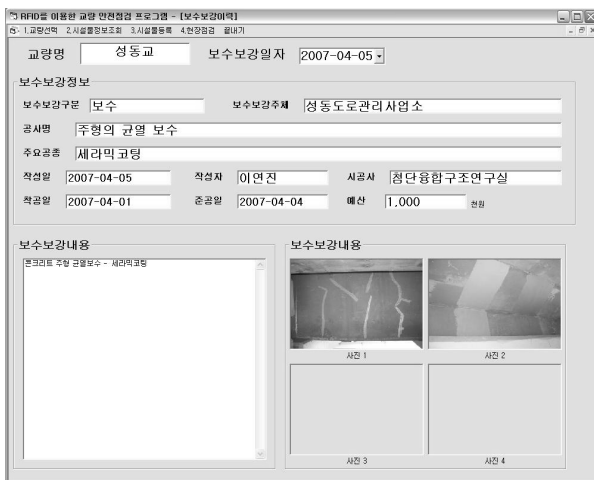 RFID를 이용한 교량 안전점검 프로그램 - [보수보강이력]
1.교량선택 2.시설물정보조회 3.시설물등록 4.현장점검 끝내기
교량명 성동교 보수보강일자 2007-04-05
보수보강정보
보수보강구분 보수 보수보강주체 성동도로관리사업소
공사명 주형의 균열 보수
주요공종 세라믹코팅
작성일 2007-04-05 작성자 이연진 시공사 첨단융합구조연구실
착공일 2007-04-01 준공일 2007-04-04 예산 1,000 천원
보수보강내용 보수보강내용
콘크리트 주형 균열보수 - 세라믹코팅
사진 1 사진 2
사진 3 사진 4